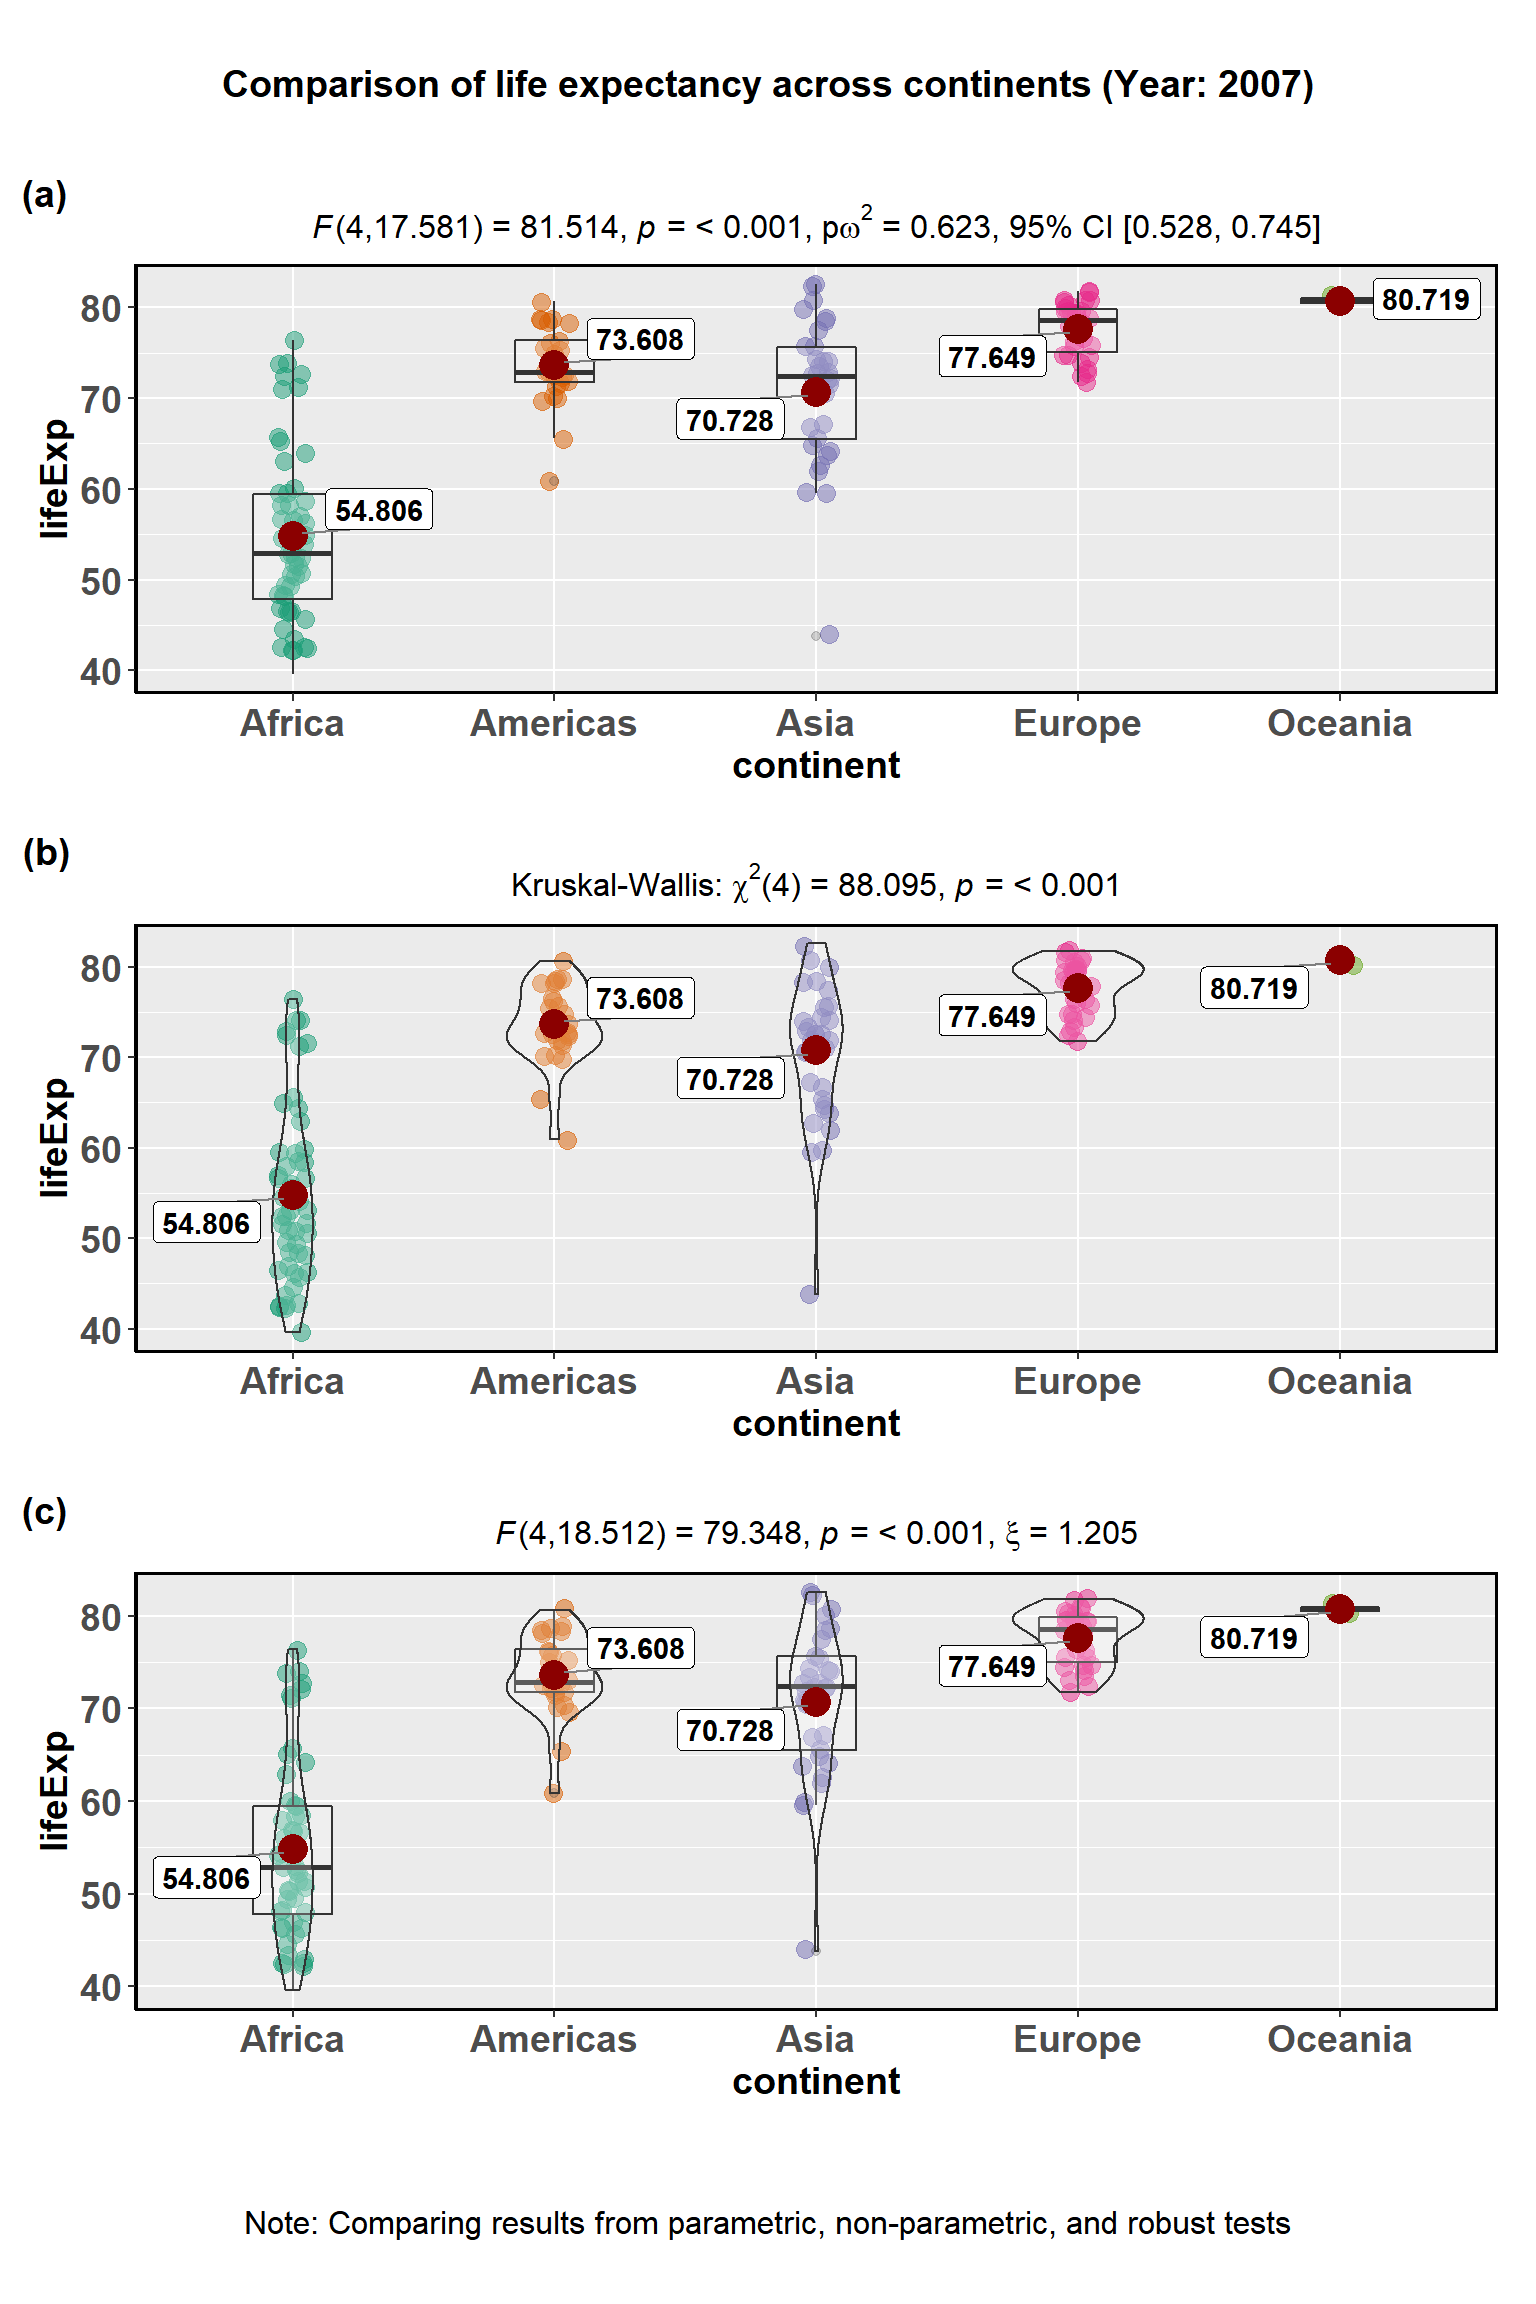 Comparison of life expectancy across continents (Year: 2007)
(a)
F(4,17.581) = 81.514, p = < 0.001, pω² = 0.623, 95% CI [0.528, 0.745]
lifeExp
80
70
60
50
40
54.806
73.608
70.728
77.649
80.719
Africa Americas Asia Europe Oceania
continent
(b)
Kruskal-Wallis: χ²(4) = 88.095, p = < 0.001
lifeExp
80
70
60
50
40
54.806
73.608
70.728
77.649
80.719
Africa Americas Asia Europe Oceania
continent
(c)
F(4,18.512) = 79.348, p = < 0.001, ξ = 1.205
lifeExp
80
70
60
50
40
54.806
73.608
70.728
77.649
80.719
Africa Americas Asia Europe Oceania
continent
Note: Comparing results from parametric, non-parametric, and robust tests